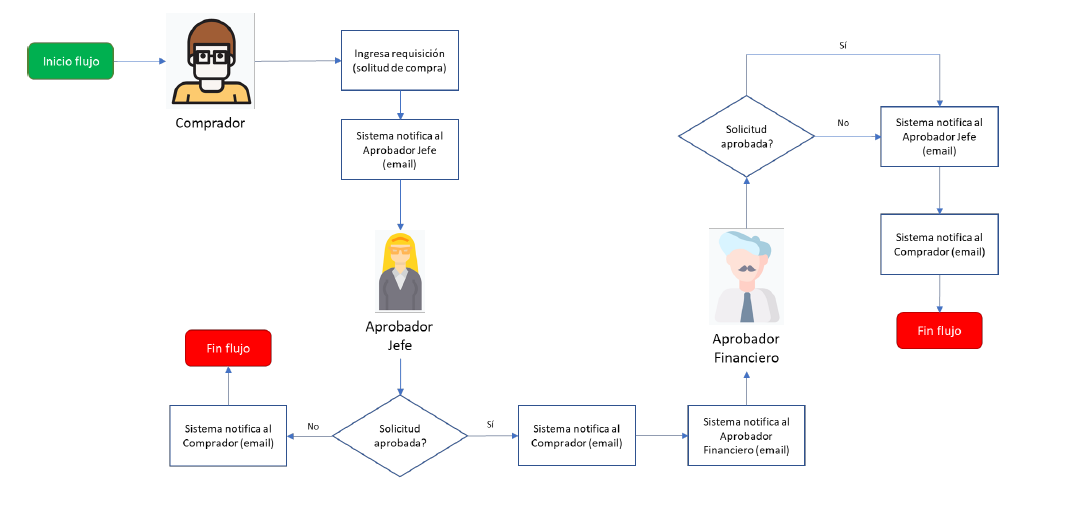 Inicio flujo
Comprador
Ingresa requisición
(solitud de compra)
Sistema notifica al
Aprobador Jefe
(email)
Aprobador
Jefe
Solicitud
aprobada?
No
Sistema notifica al
Comprador (email)
Fin flujo
Sí
Sistema notifica al
Comprador (email)
Sistema notifica al
Aprobador
Financiero (email)
Aprobador
Financiero
Solicitud
aprobada?
Sí
No
Sistema notifica al
Aprobador Jefe
(email)
Sistema notifica al
Comprador (email)
Fin flujo